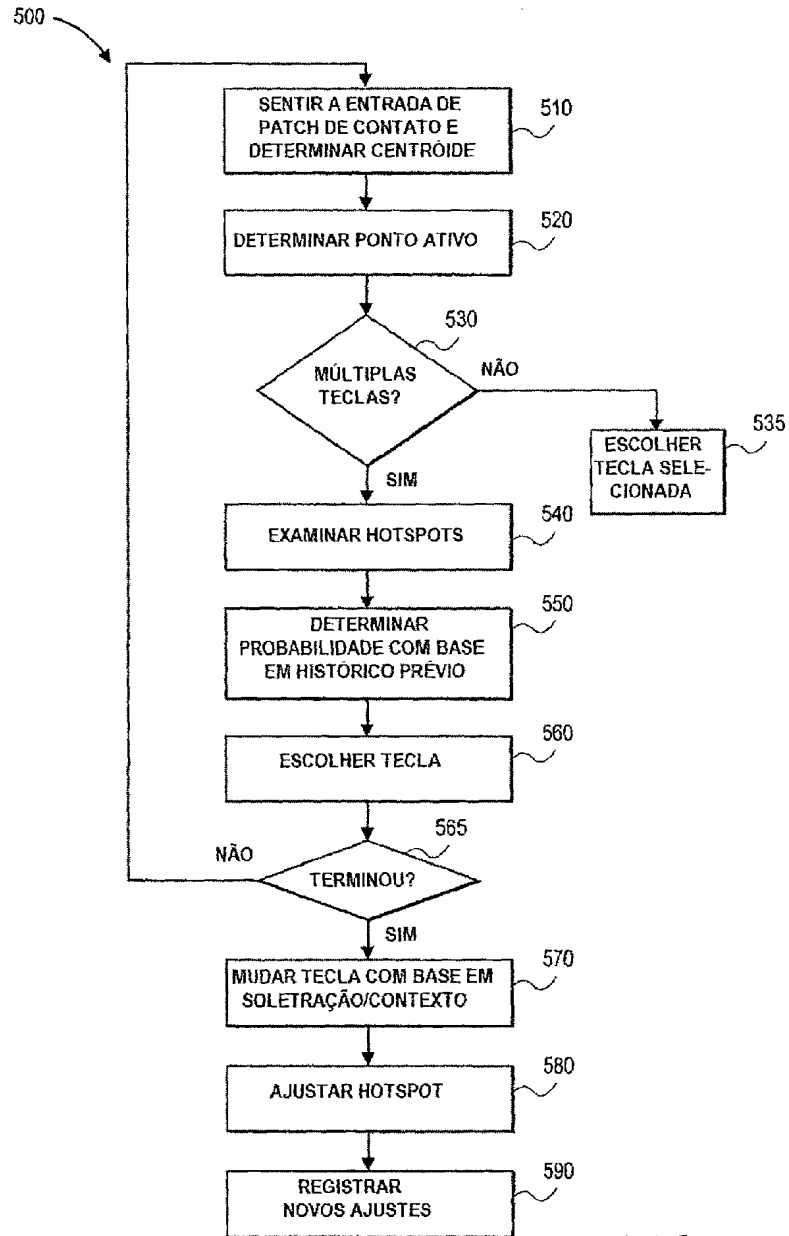 500
SENTIR A ENTRADA DE
PATCH DE CONTATO E
DETERMINAR CENTRÓIDE
510
DETERMINAR PONTO ATIVO
520
MÚLTIPLAS
TECLAS?
530
NÃO
ESCOLHER
TECLA SELE-
CIONADA
535
SIM
EXAMINAR HOTSPOTS
540
DETERMINAR
PROBABILIDADE COM BASE
EM HISTÓRICO PRÉVIO
550
ESCOLHER TECLA
560
TERMINOU?
565
NÃO
SIM
MUDAR TECLA COM BASE EM
SOLETRAÇÃO/CONTEXTO
570
AJUSTAR HOTSPOT
580
REGISTRAR
NOVOS AJUSTES
590